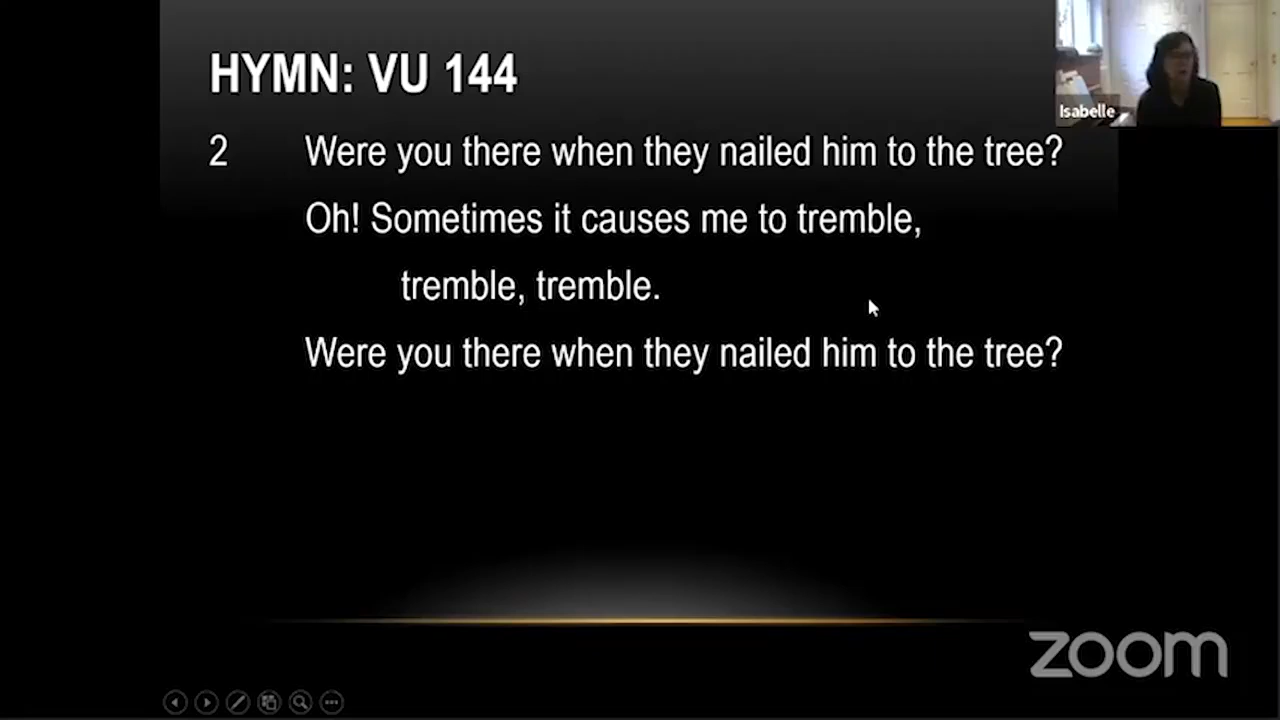 HYMN: VU 144
Isabelle
2 Were you there when they nailed him to the tree?
Oh! Sometimes it causes me to tremble,
tremble, tremble.
Were you there when they nailed him to the tree?
zoom